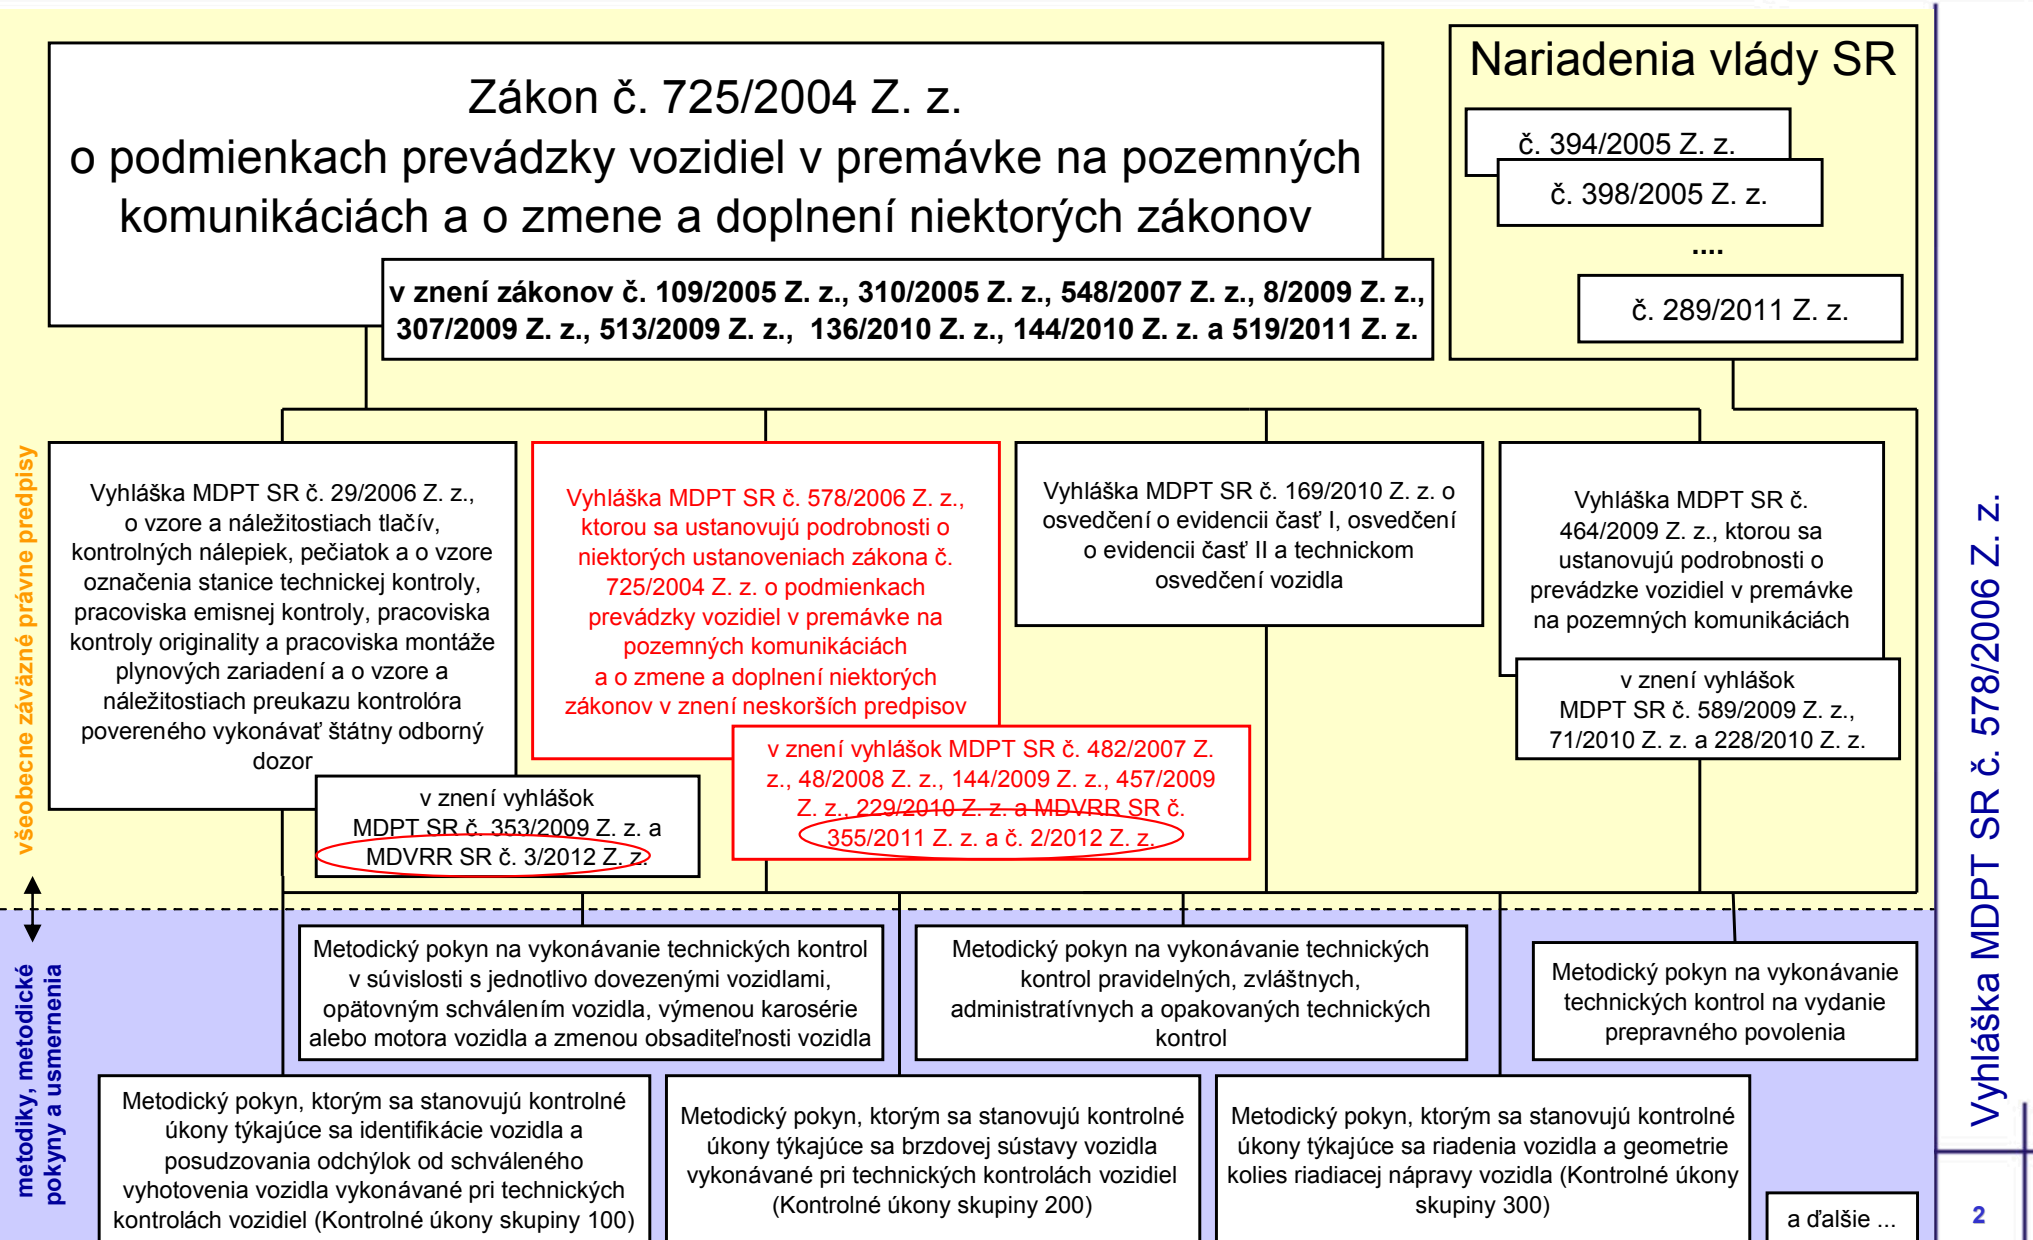 Zákon č. 725/2004 Z. z.
o podmienkach prevádzky vozidiel v premávke na pozemných
komunikáciách a o zmene a doplnení niektorých zákonov
v znení zákonov č. 109/2005 Z. z., 310/2005 Z. z., 548/2007 Z. z., 8/2009 Z. z.,
307/2009 Z. z., 513/2009 Z. z., 136/2010 Z. z., 144/2010 Z. z. a 519/2011 Z. z.
Nariadenia vlády SR
č. 394/2005 Z. z.
č. 398/2005 Z. z.
....
č. 289/2011 Z. z.
všeobecne záväzné právne predpisy
Vyhláška MDPT SR č. 29/2006 Z. z.,
o vzore a náležitostiach tlačív,
kontrolných nálepiek, pečiatok a o vzore
označenia stanice technickej kontroly,
pracoviska emisnej kontroly, pracoviska
kontroly originality a pracoviska montáže
plynových zariadení a o vzore a
náležitostiach preukazu kontrolóra
povereného vykonávať štátny odborný
dozor
v znení vyhlášok
MDPT SR č. 353/2009 Z. z. a
MDVRR SR č. 3/2012 Z. z.
Vyhláška MDPT SR č. 578/2006 Z. z.,
ktorou sa ustanovujú podrobnosti o
niektorých ustanoveniach zákona č.
725/2004 Z. z. o podmienkach
prevádzky vozidiel v premávke na
pozemných komunikáciách
a o zmene a doplnení niektorých
zákonov v znení neskorších predpisov
v znení vyhlášok MDPT SR č. 482/2007 Z.
z., 48/2008 Z. z., 144/2009 Z. z., 457/2009
Z. z., 229/2010 Z. z. a MDVRR SR č.
355/2011 Z. z. a č. 2/2012 Z. z.
Vyhláška MDPT SR č. 169/2010 Z. z. o
osvedčení o evidencii časť I, osvedčení
o evidencii časť II a technickom
osvedčení vozidla
Vyhláška MDPT SR č.
464/2009 Z. z., ktorou sa
ustanovujú podrobnosti o
prevádzke vozidiel v premávke
na pozemných komunikáciách
v znení vyhlášok
MDPT SR č. 589/2009 Z. z.,
71/2010 Z. z. a 228/2010 Z. z.
metodiky, metodické
pokyny a usmernenia
Metodický pokyn na vykonávanie technických kontrol
v súvislosti s jednotlivo dovezenými vozidlami,
opätovným schválením vozidla, výmenou karosérie
alebo motora vozidla a zmenou obsaditeľnosti vozidla
Metodický pokyn na vykonávanie technických
kontrol pravidelných, zvláštnych,
administratívnych a opakovaných technických
kontrol
Metodický pokyn na vykonávanie
technických kontrol na vydanie
prepravného povolenia
Metodický pokyn, ktorým sa stanovujú kontrolné
úkony týkajúce sa identifikácie vozidla a
posudzovania odchýlok od schváleného
vyhotovenia vozidla vykonávané pri technických
kontrolách vozidiel (Kontrolné úkony skupiny 100)
Metodický pokyn, ktorým sa stanovujú kontrolné
úkony týkajúce sa brzdovej sústavy vozidla
vykonávané pri technických kontrolách vozidiel
(Kontrolné úkony skupiny 200)
Metodický pokyn, ktorým sa stanovujú kontrolné
úkony týkajúce sa riadenia vozidla a geometrie
kolies riadiacej nápravy vozidla (Kontrolné úkony
skupiny 300)
a ďalšie ...
Vyhláška MDPT SR č. 578/2006 Z. z.
2